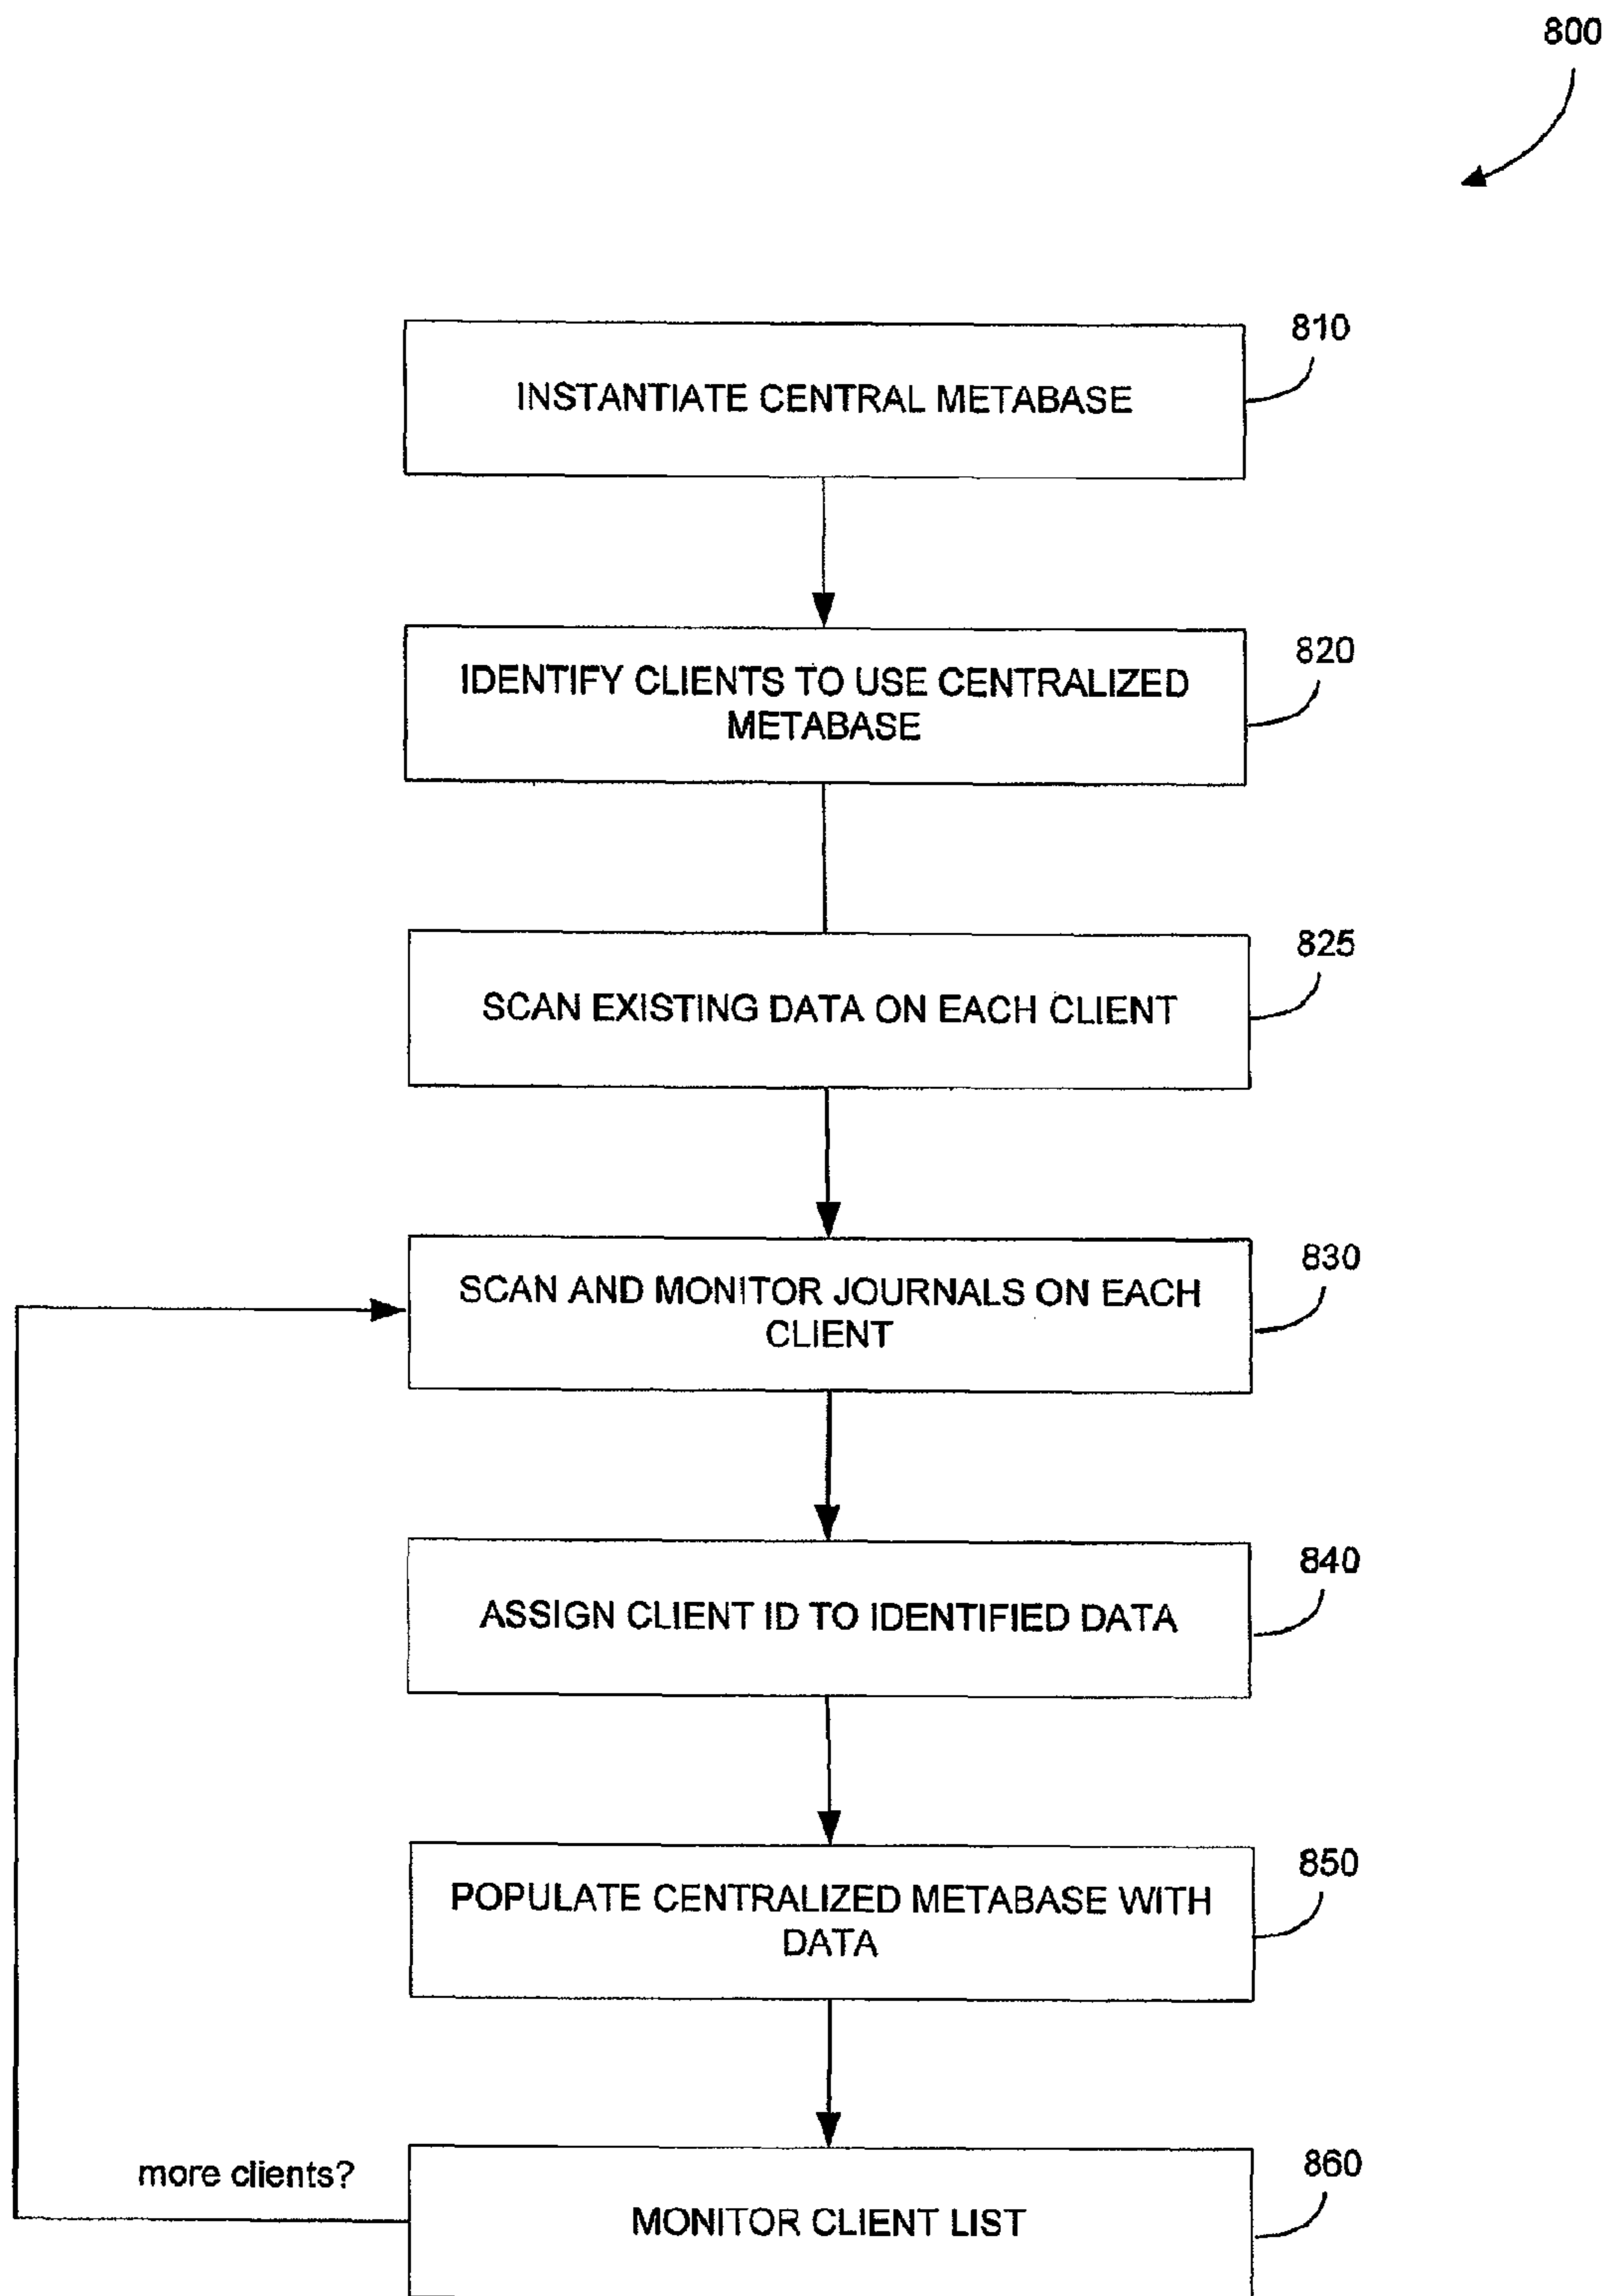 800
810
INSTANTIATE CENTRAL METABASE
820
IDENTIFY CLIENTS TO USE CENTRALIZED
METABASE
825
SCAN EXISTING DATA ON EACH CLIENT
830
SCAN AND MONITOR JOURNALS ON EACH
CLIENT
840
ASSIGN CLIENT ID TO IDENTIFIED DATA
850
POPULATE CENTRALIZED METABASE WITH
DATA
860
more clients?
MONITOR CLIENT LIST